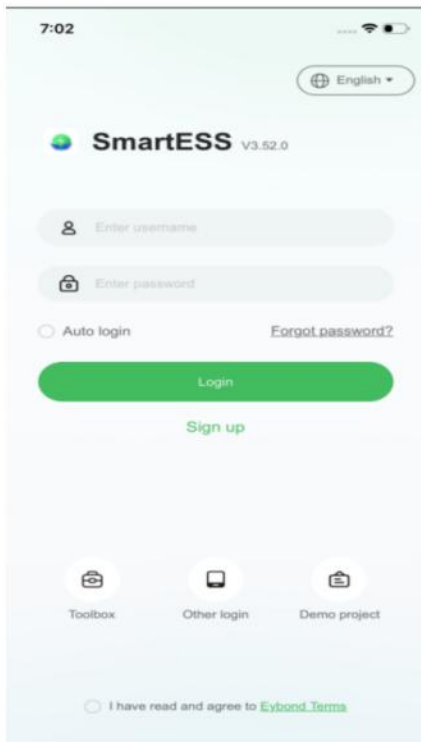 7:02
English
SmartESS V3.52.0
Enter username
Enter password
Auto login Forgot password?
Login
Sign up
Toolbox Other login Demo project
I have read and agree to Eybond Terms